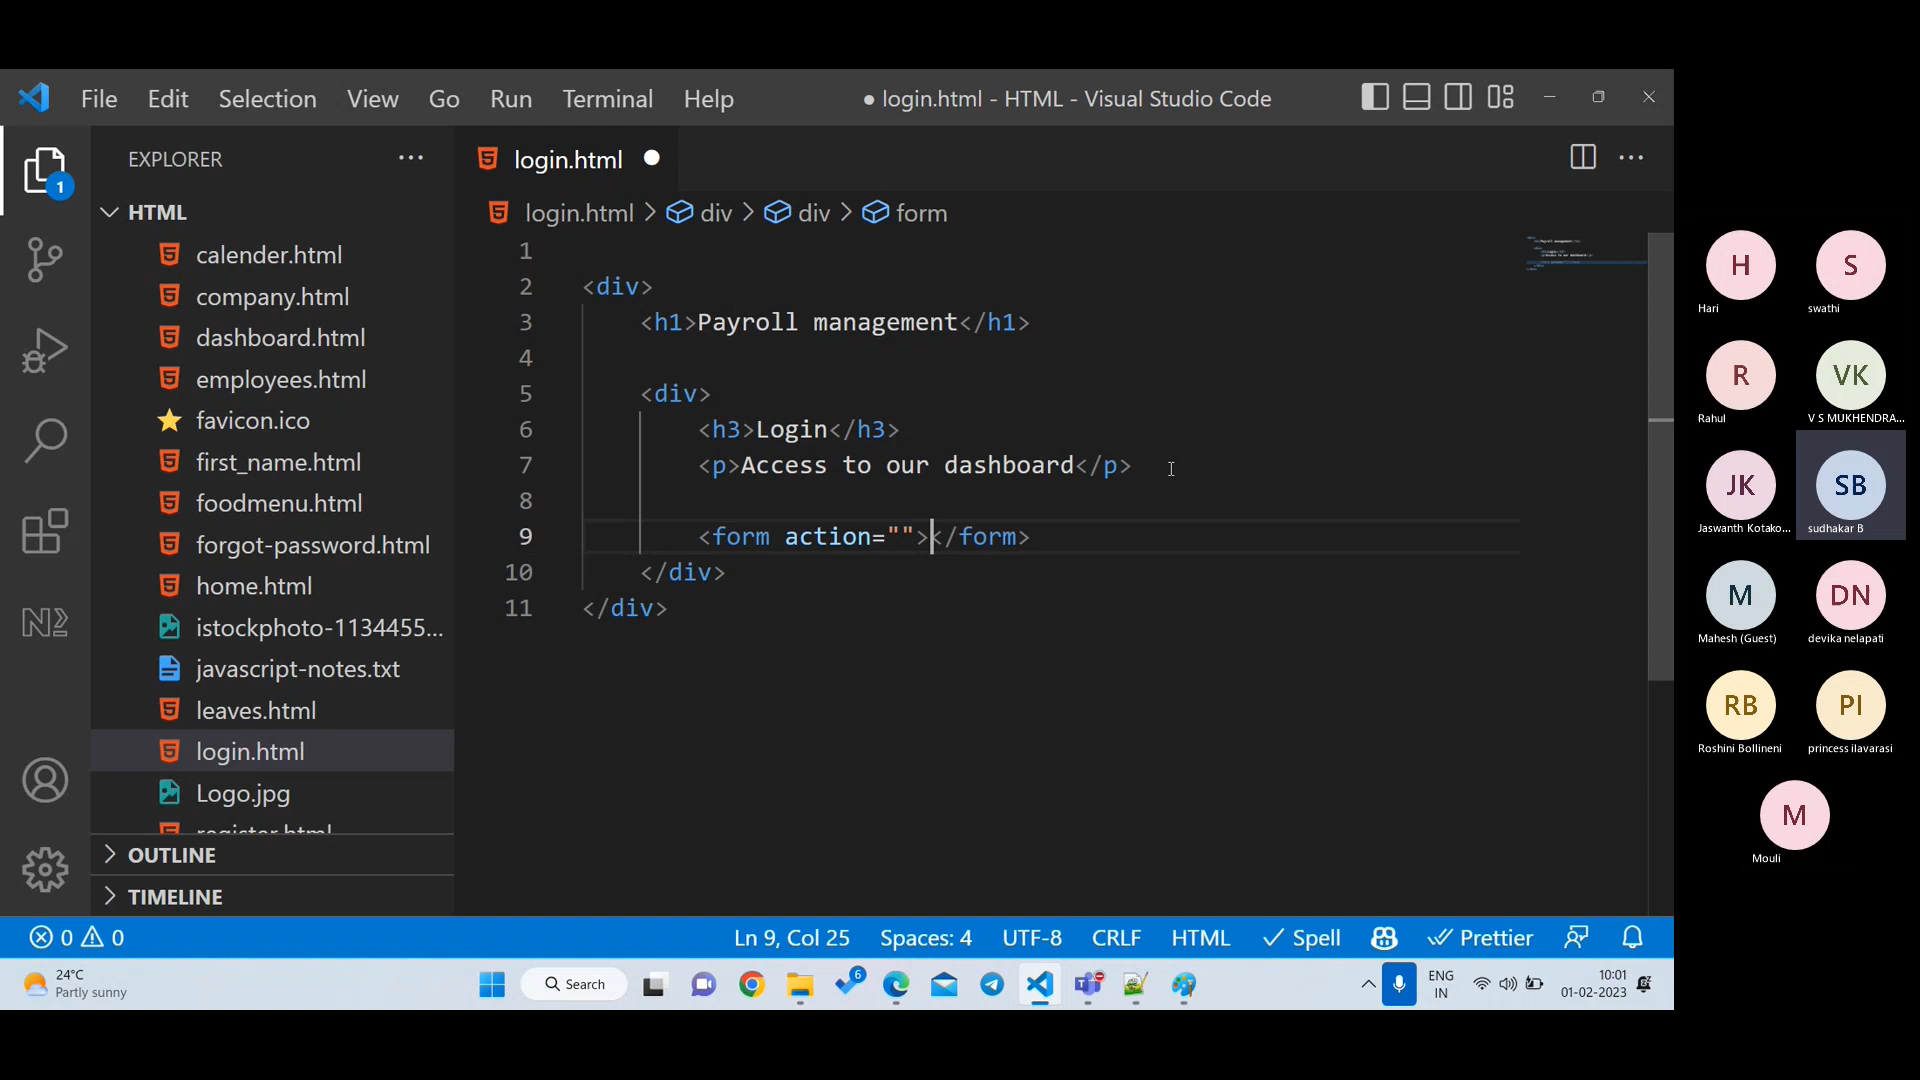 File Edit Selection View Go Run Terminal Help
● login.html - HTML - Visual Studio Code
EXPLORER
1
HTML
calender.html
company.html
dashboard.html
employees.html
favicon.ico
first_name.html
foodmenu.html
forgot-password.html
home.html
istockphoto-1134455...
javascript-notes.txt
leaves.html
login.html
Logo.jpg
register.html
OUTLINE
TIMELINE
login.html
login.html > div > div > form
1
2 <div>
3 <h1>Payroll management</h1>
4
5 <div>
6 <h3>Login</h3>
7 <p>Access to our dashboard</p>
8
9 <form action=""></form>
10 </div>
11 </div>
0 0 Ln 9, Col 25 Spaces: 4 UTF-8 CRLF HTML Spell Prettier
24°C
Partly sunny
Search
6
ENG
IN
10:01
01-02-2023
H S
Hari swathi
R VK
Rahul V S MUKHENDRA...
JK SB
Jaswanth Kotako... sudhakar B
M DN
Mahesh (Guest) devika nelapati
RB PI
Roshini Bollineni princess ilavarasi
M
Mouli